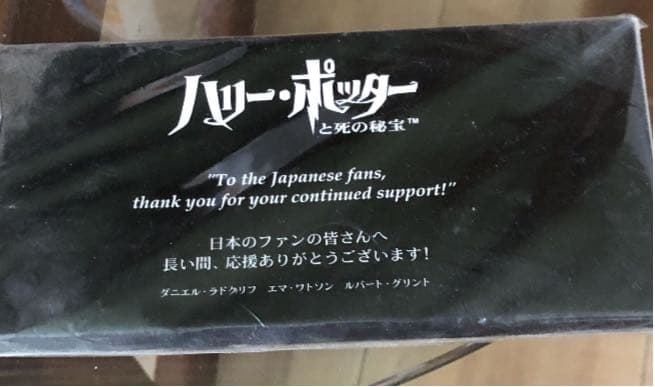 ハリー・ポッター
と死の秘宝™
"To the Japanese fans,
thank you for your continued support!"
日本のファンの皆さんへ
長い間、応援ありがとうございます!
ダニエル・ラドクリフ エマ・ワトソン ルパート・グリント